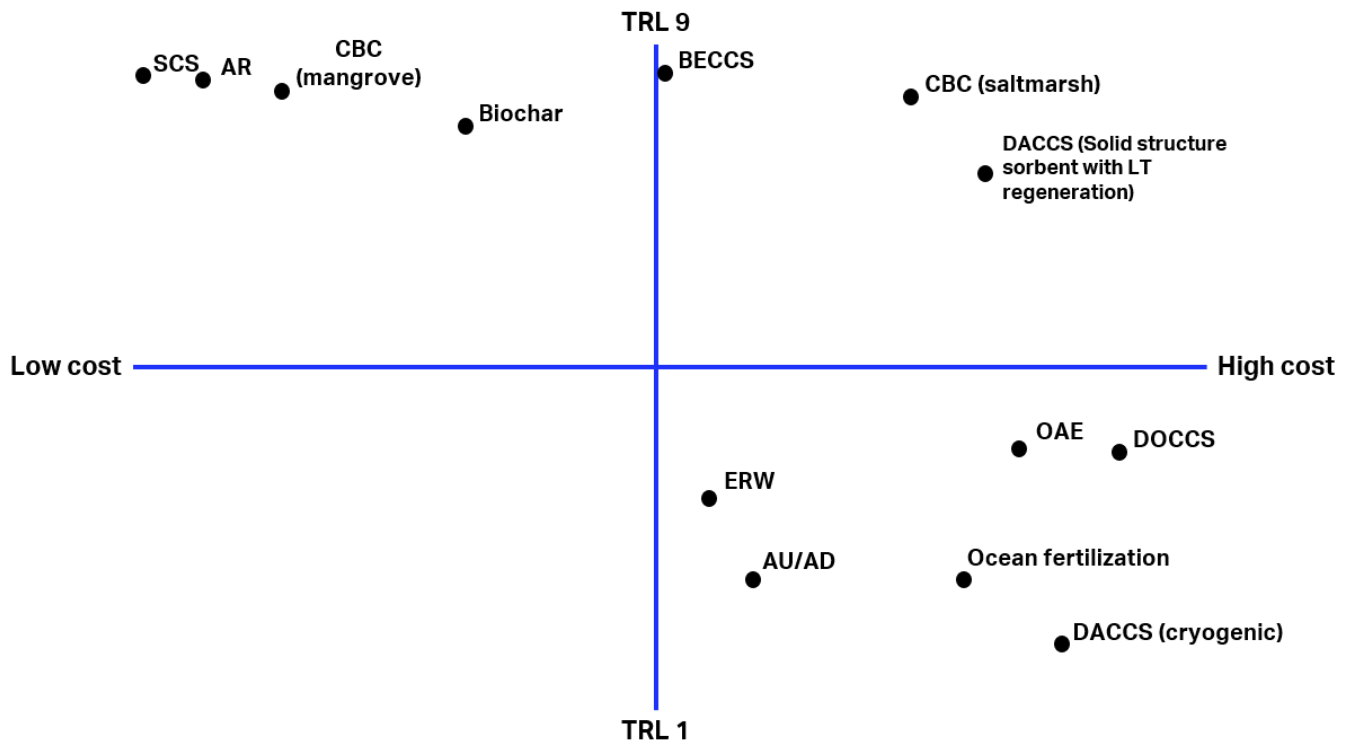 TRL 9
CBC
(mangrove)
SCS
AR
BECCS
CBC (saltmarsh)
Biochar
DACCS (Solid structure
sorbent with LT
regeneration)
Low cost
High cost
OAE
DOCCS
ERW
AU/AD
Ocean fertilization
DACCS (cryogenic)
TRL 1